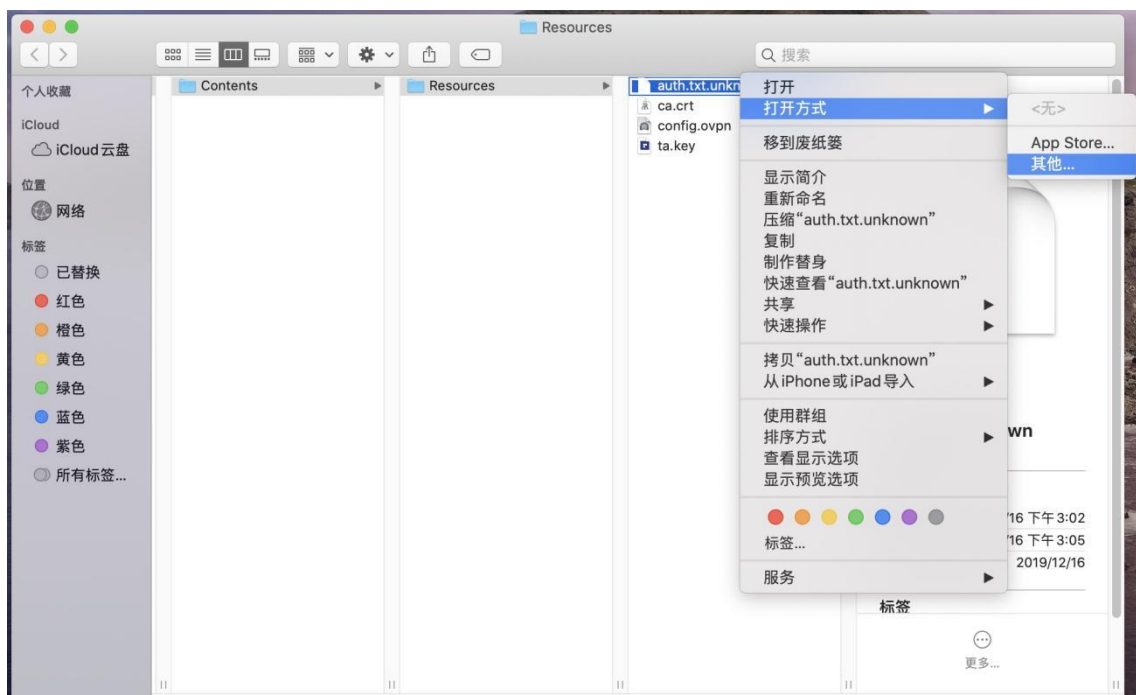 Resources
搜索
个人收藏
iCloud
iCloud云盘
位置
网络
标签
已替换
红色
橙色
黄色
绿色
蓝色
紫色
所有标签...
Contents
Resources
auth.txt.unkn
ca.crt
config.ovpn
ta.key
打开
打开方式
移到废纸篓
显示简介
重新命名
压缩“auth.txt.unknown”
复制
制作替身
快速查看“auth.txt.unknown”
共享
快速操作
拷贝“auth.txt.unknown”
从iPhone或iPad导入
使用群组
排序方式
查看显示选项
显示预览选项
标签...
服务
<无>
App Store...
其他...
wn
/16 下午3:02
/16 下午3:05
2019/12/16
标签
更多...